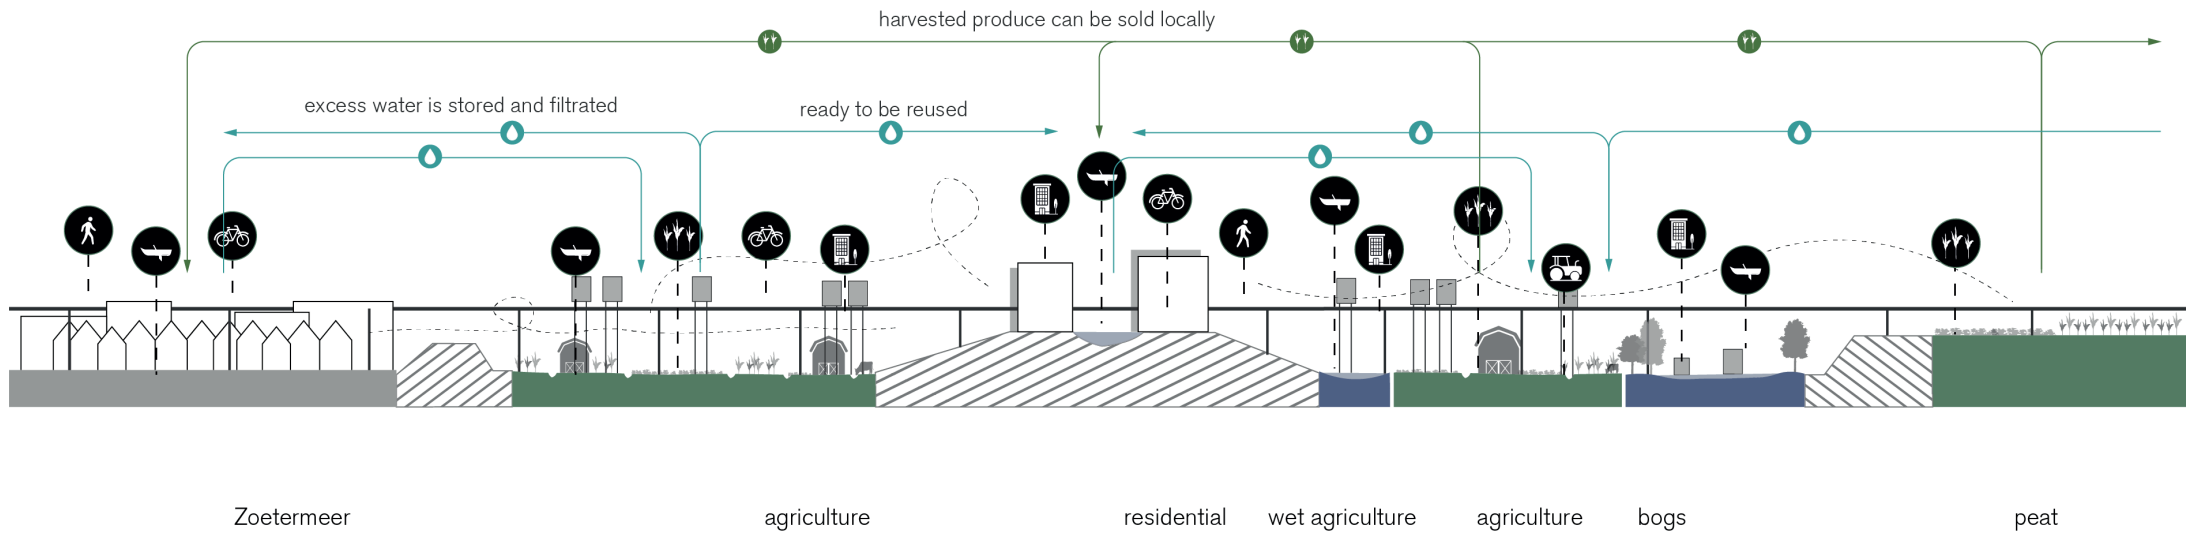 harvested produce can be sold locally
excess water is stored and filtrated
ready to be reused
Zoetermeer
agriculture
residential
wet agriculture
agriculture
bogs
peat